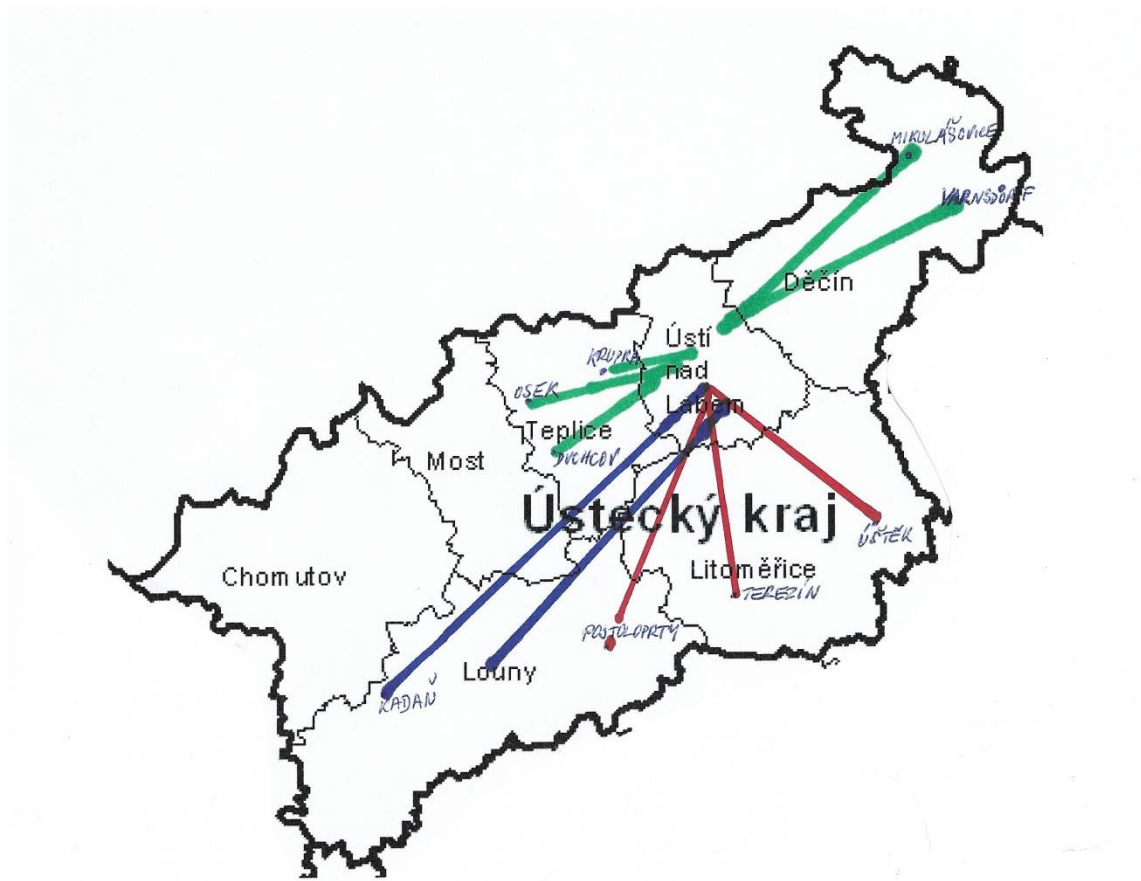 MIKULÁŠOVICE
VARNSDORF
Děčín
Ústí
nad
Labem
KRUPKA
OSEK
Teplice
DUCHCOV
Most
Ústecký kraj
ÚŠTĚK
Chomutov
Litoměřice
TEREZÍN
POSTOLOPRTY
Louny
KADAŇ